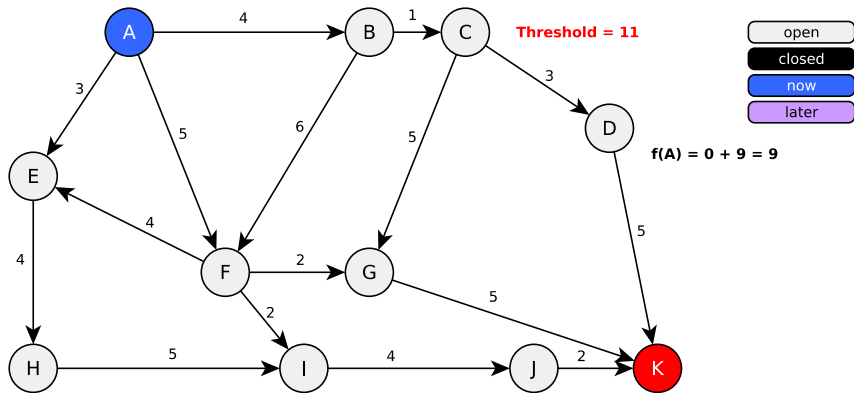 A
4
B
1
C
Threshold = 11
open
closed
now
later
3
5
6
5
3
D
f(A) = 0 + 9 = 9
E
4
4
F
2
G
5
5
2
H
5
I
4
J
2
K